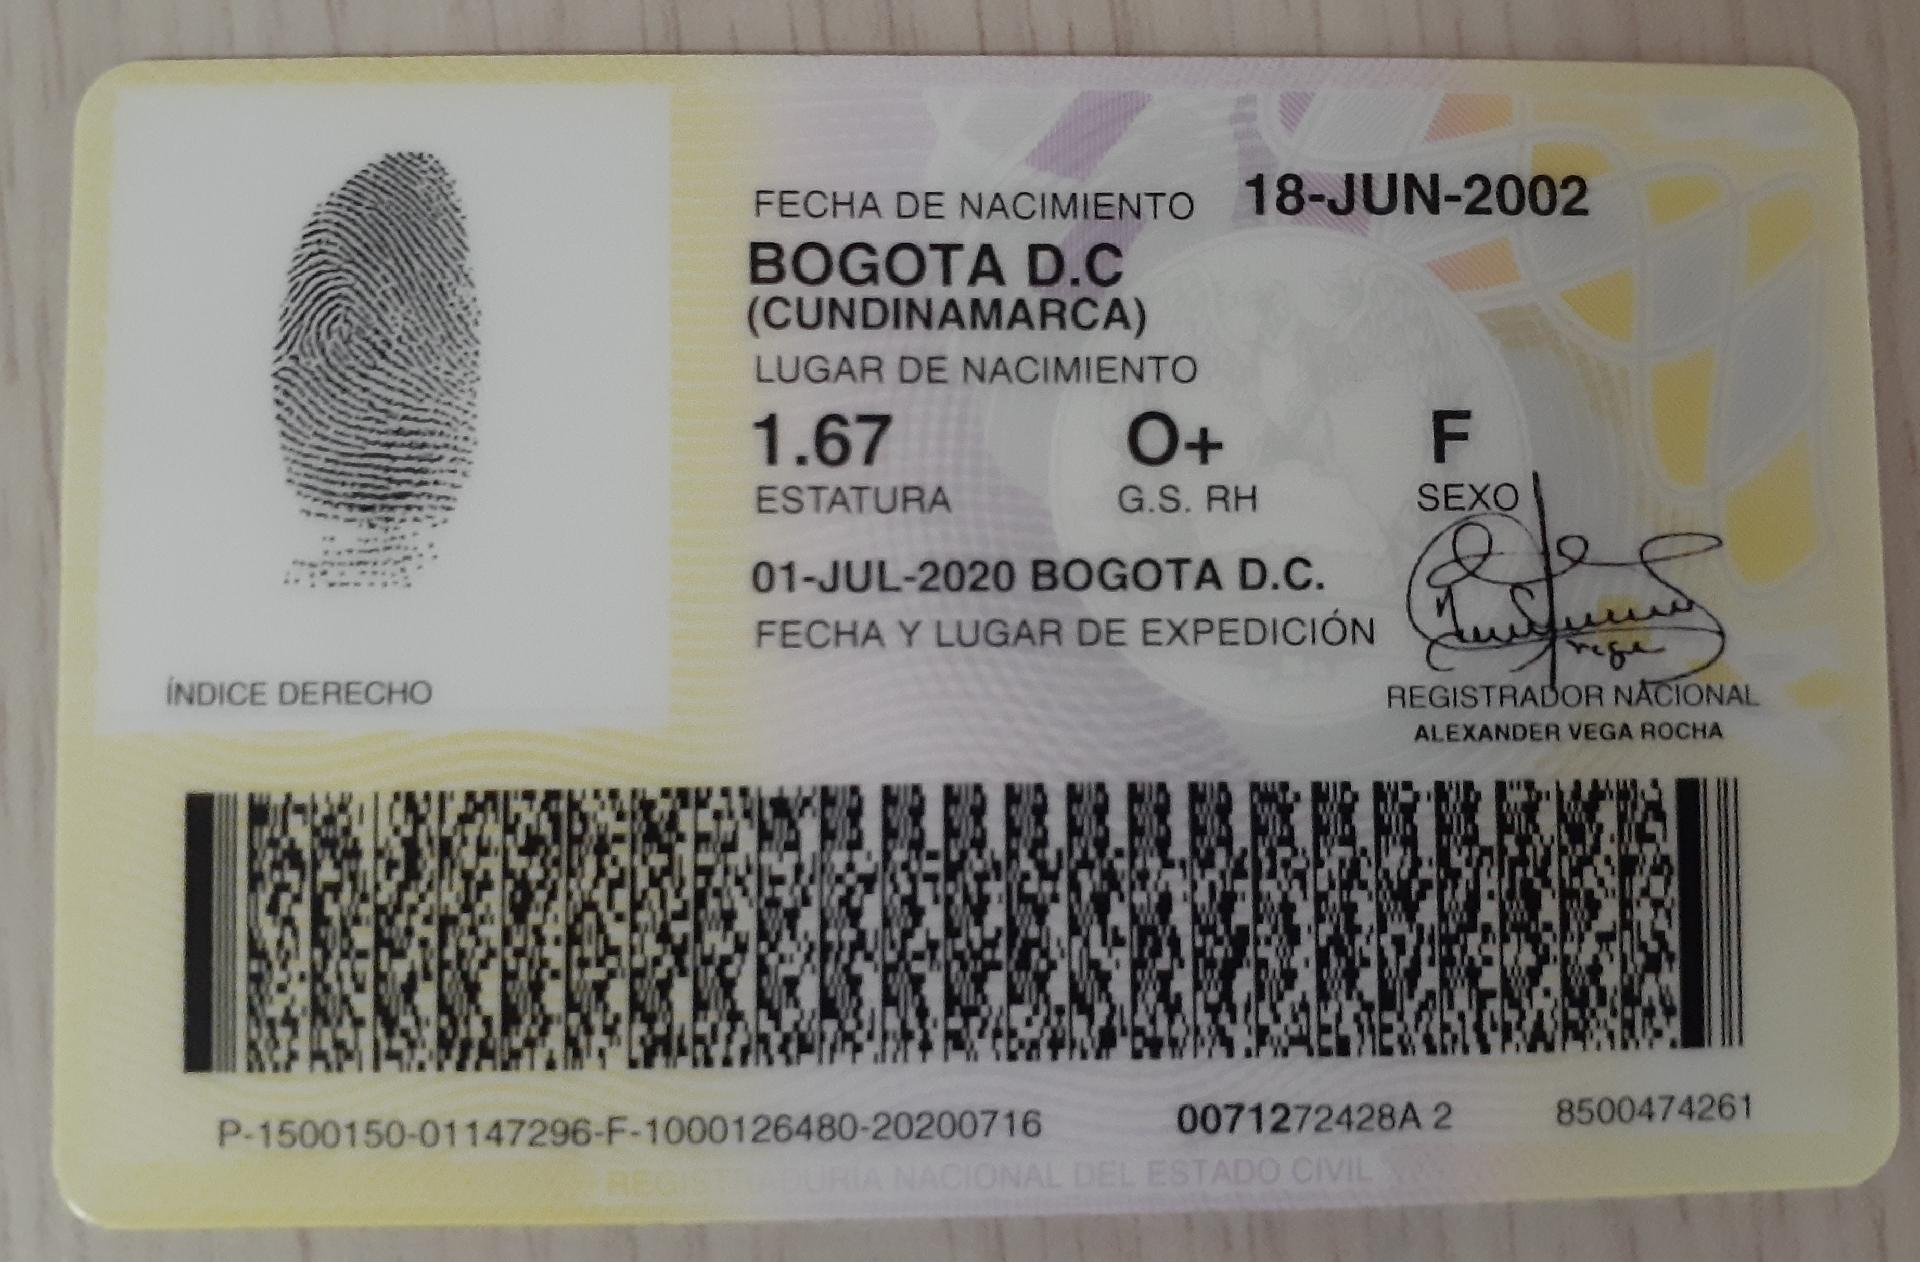 FECHA DE NACIMIENTO 18-JUN-2002
BOGOTA D.C
(CUNDINAMARCA)
LUGAR DE NACIMIENTO
1.67 O+ F
ESTATURA G.S. RH SEXO
01-JUL-2020 BOGOTA D.C.
FECHA Y LUGAR DE EXPEDICIÓN
ÍNDICE DERECHO
REGISTRADOR NACIONAL
ALEXANDER VEGA ROCHA
P-1500150-01147296-F-1000126480-20200716 0071272428A 2 8500474261
REGISTRADURÍA NACIONAL DEL ESTADO CIVIL